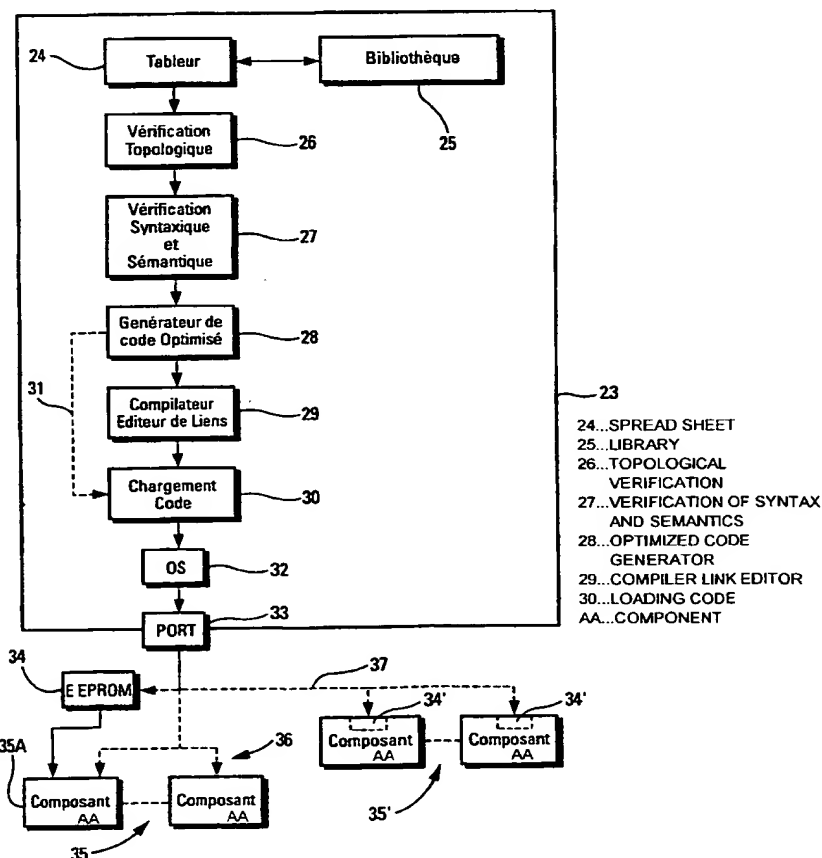 24
Tableur
Bibliothèque
25
Vérification
Topologique
26
Vérification
Syntaxique
et
Sémantique
27
Genérateur de
code Optimisé
28
31
Compilateur
Editeur de Liens
29
Chargement
Code
30
OS
32
PORT
33
23
24...SPREAD SHEET
25...LIBRARY
26...TOPOLOGICAL
VERIFICATION
27...VERIFICATION OF SYNTAX
AND SEMANTICS
28...OPTIMIZED CODE
GENERATOR
29...COMPILER LINK EDITOR
30...LOADING CODE
AA...COMPONENT
34
E EPROM
37
34'
34'
Composant
AA
Composant
AA
35'
35A
36
Composant
AA
Composant
AA
35